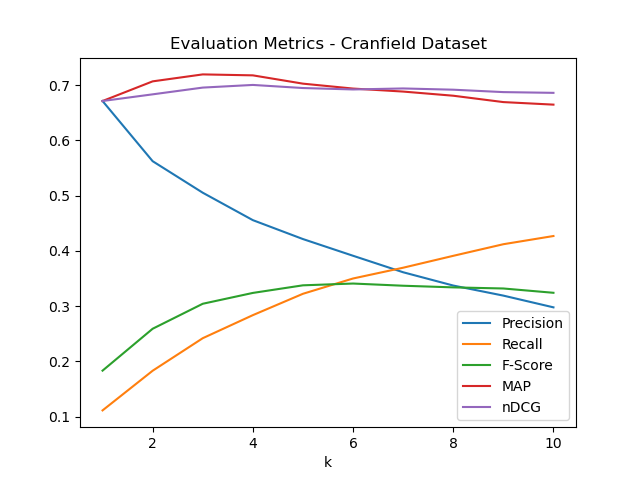 Evaluation Metrics - Cranfield Dataset
0.7
0.6
0.5
0.4
0.3
0.2
0.1
Precision
Recall
F-Score
MAP
nDCG
2
4
6
8
10
k